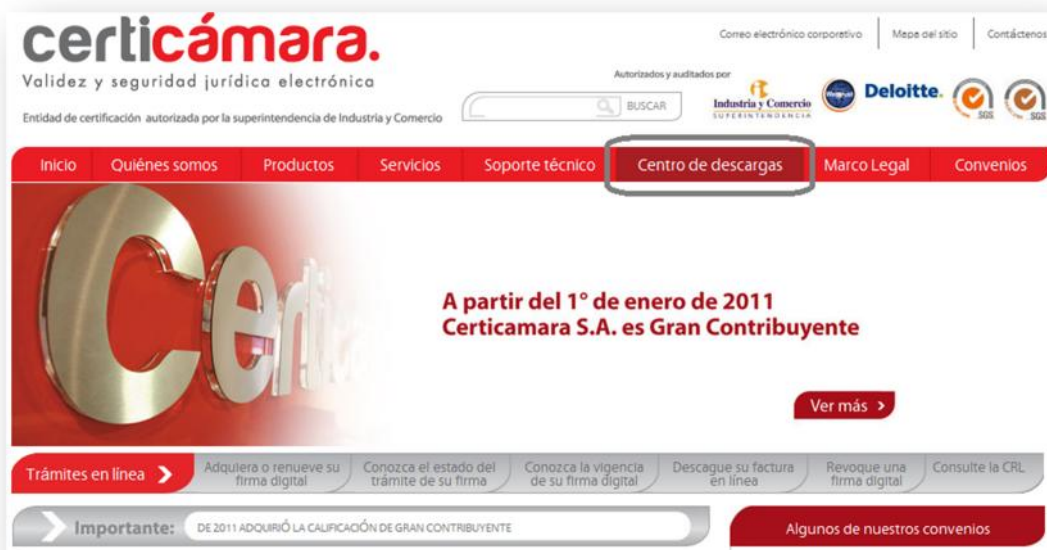 certicámara.
Validez y seguridad jurídica electrónica
Entidad de certificación autorizada por la superintendencia de Industria y Comercio
Correo electrónico corporativo
Mapa del sitio
Contáctenos
Autorizados y auditados por
BUSCAR
Industria y Comercio
SUPERINTENDENCIA
Deloitte.
SGS
SGS
Inicio
Quiénes somos
Productos
Servicios
Soporte técnico
Centro de descargas
Marco Legal
Convenios
Certi
A partir del 1° de enero de 2011
Certicamara S.A. es Gran Contribuyente
Ver más >
Trámites en línea
Adquiera o renueve su
firma digital
Conozca el estado del
trámite de su firma
Conozca la vigencia
de su firma digital
Descague su factura
en línea
Revoque una
firma digital
Consulte la CRL
Importante:
DE 2011 ADQUIRIÓ LA CALIFICACIÓN DE GRAN CONTRIBUYENTE
Algunos de nuestros convenios